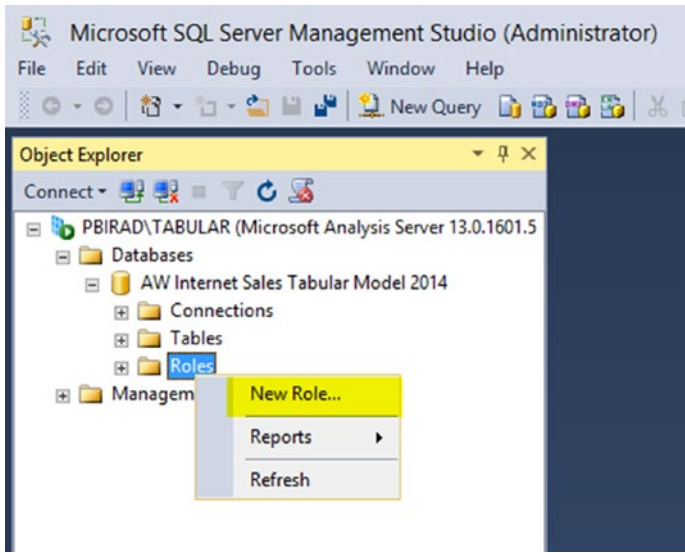 Microsoft SQL Server Management Studio (Administrator)
File Edit View Debug Tools Window Help
New Query
Object Explorer
Connect
PBIRAD\TABULAR (Microsoft Analysis Server 13.0.1601.5
Databases
AW Internet Sales Tabular Model 2014
Connections
Tables
Roles
Managem
New Role...
Reports
Refresh